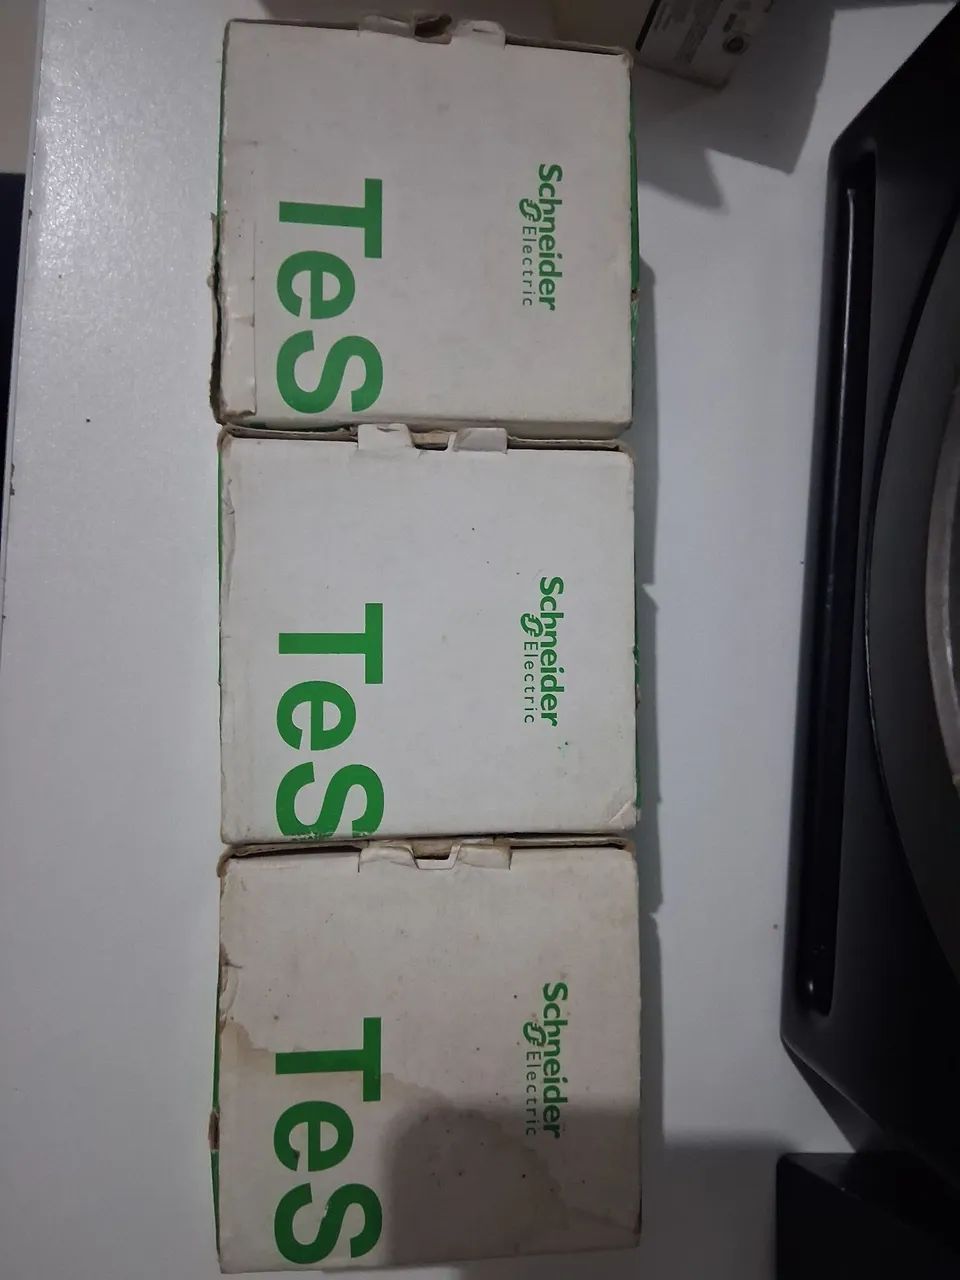 Schneider
Electric
TeS
Schneider
Electric
TeS
Schneider
Electric
TeS